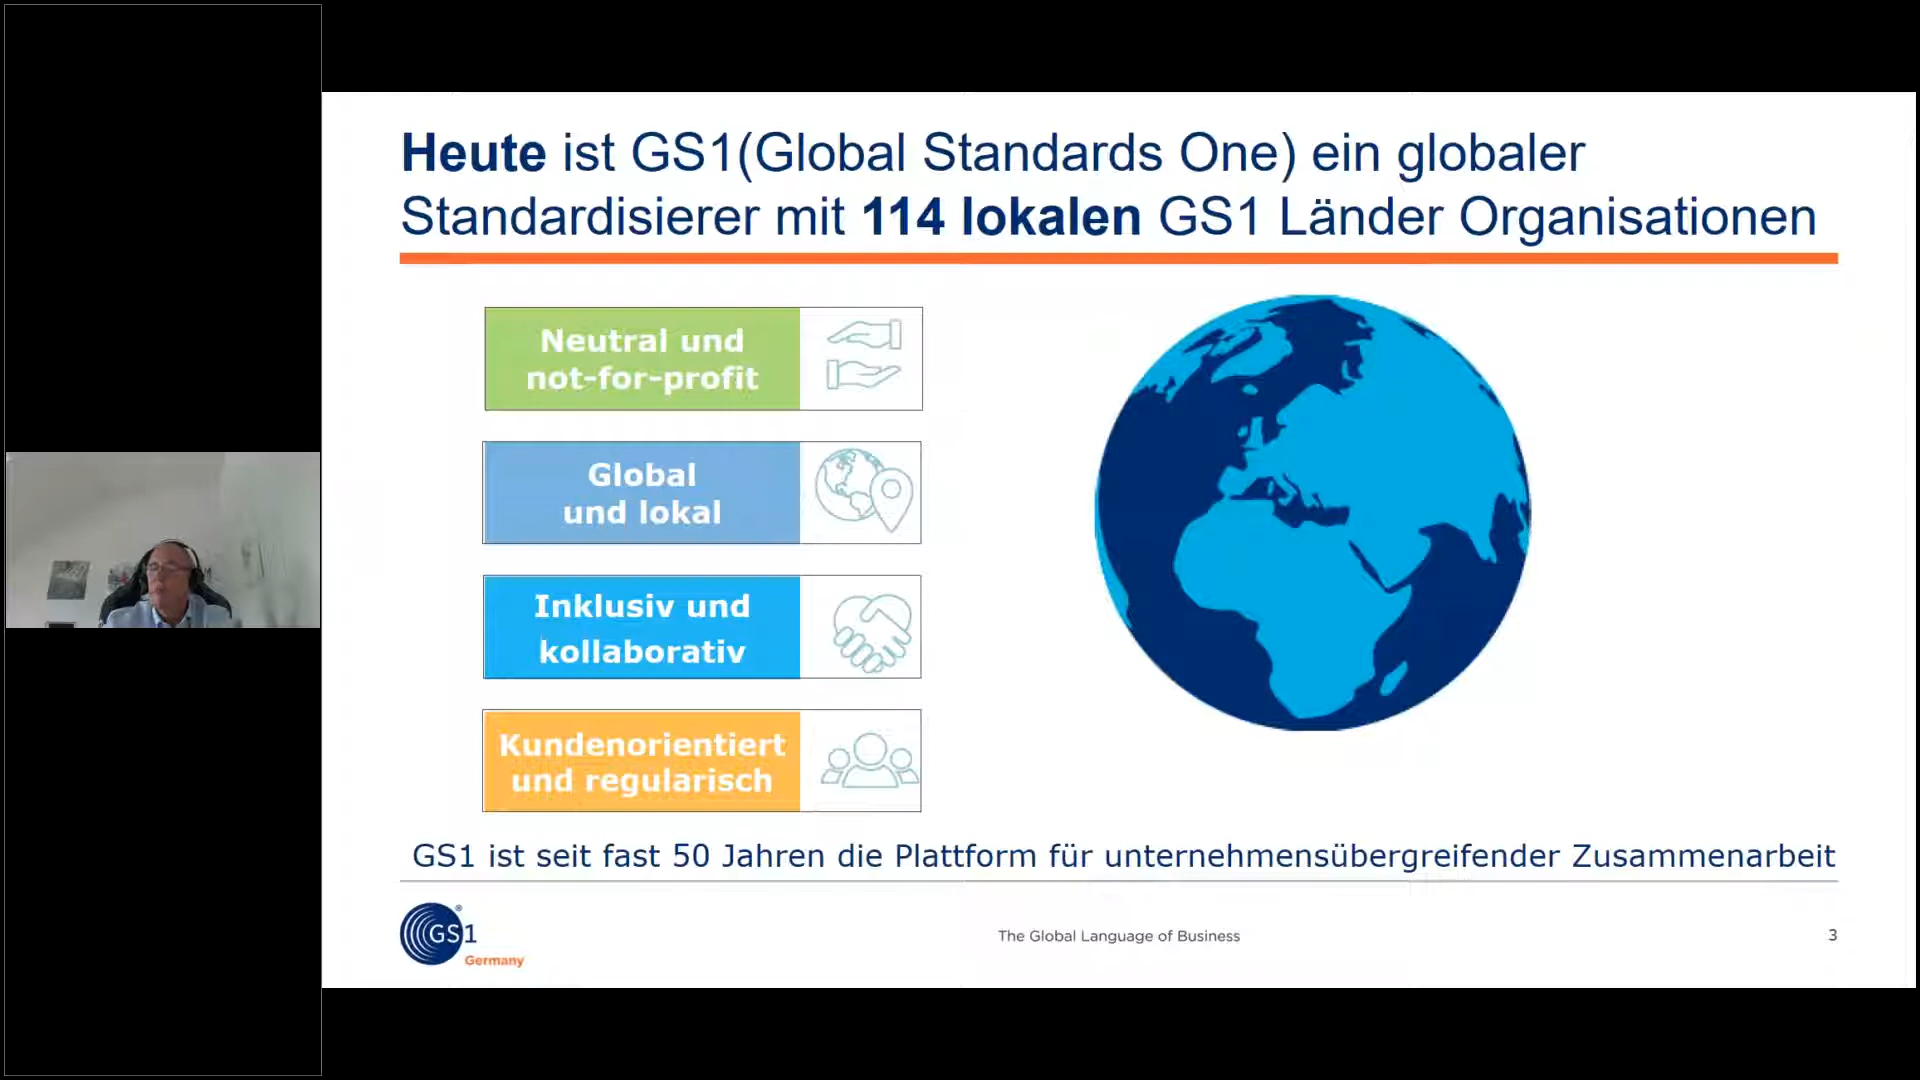 Heute ist GS1(Global Standards One) ein globaler
Standardisierer mit 114 lokalen GS1 Länder Organisationen
Neutral und
not-for-profit
Global
und lokal
Inklusiv und
kollaborativ
Kundenorientiert
und regularisch
GS1 ist seit fast 50 Jahren die Plattform für unternehmensübergreifender Zusammenarbeit
GS1®
Germany
The Global Language of Business
3